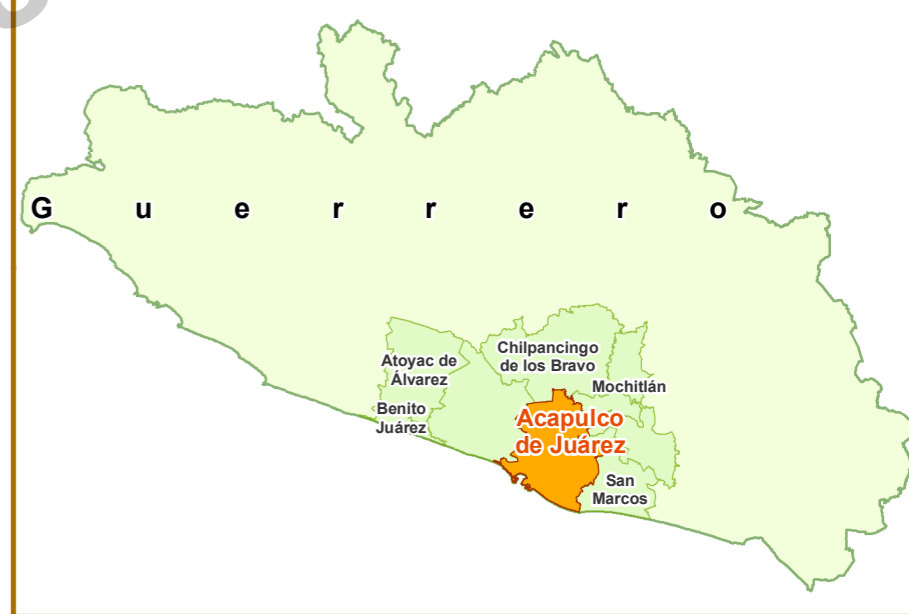 G u e r r e r o
Atoyac de
Álvarez
Benito
Juárez
Chilpancingo
de los Bravo
Mochitlán
Acapulco
de Juárez
San
Marcos